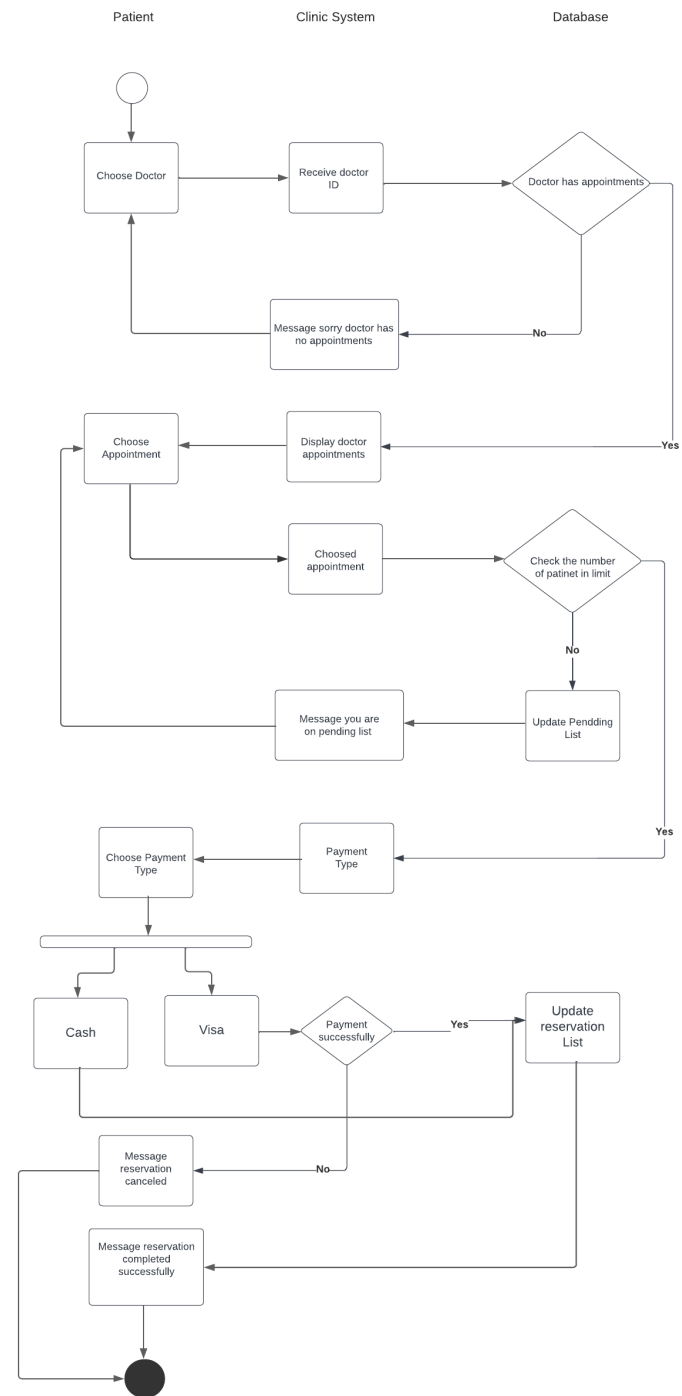 Patient
Clinic System
Database
Choose Doctor
Receive doctor
ID
Doctor has appointments
Message sorry doctor has
no appointments
No
Choose
Appointment
Display doctor
appointments
Yes
Choosed
appointment
Check the number
of patinet in limit
No
Message you are
on pending list
Update Pendding
List
Yes
Choose Payment
Type
Payment
Type
Cash
Visa
Payment
successfully
Yes
Update
reservation
List
Message
reservation
canceled
No
Message reservation
completed
successfully